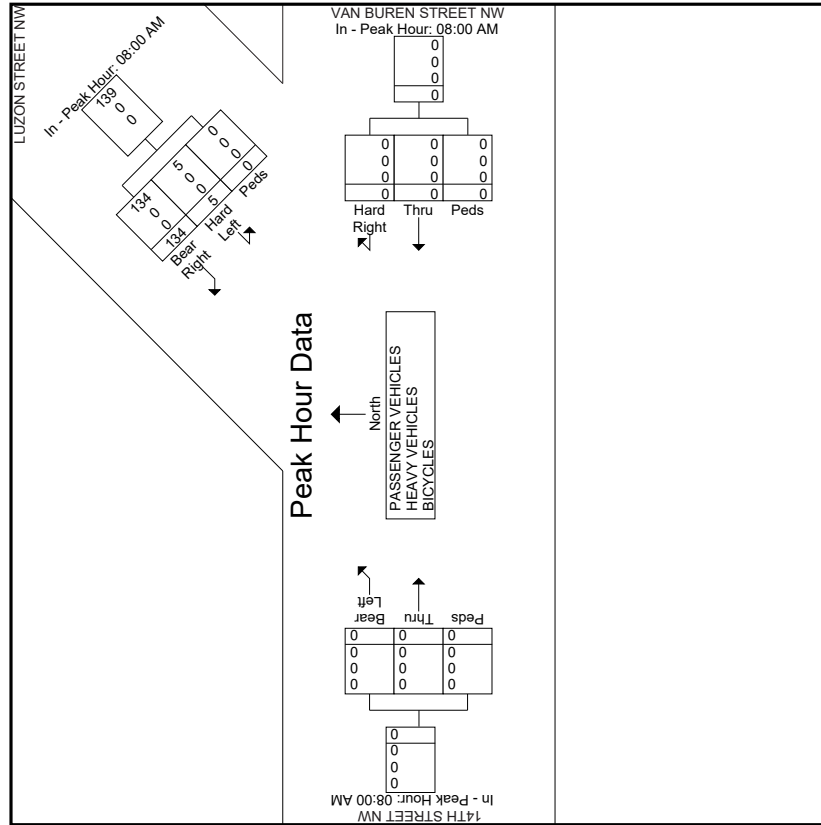 LUZON STREET NW
In - Peak Hour: 08:00 AM
139
0
0
134 5 0
0 0 0
0 0 0
134 5 0
Bear Right
Hard Left
Peds
VAN BUREN STREET NW
In - Peak Hour: 08:00 AM
0
0
0
0
0 0 0
0 0 0
0 0 0
0 0 0
Hard Right
Thru
Peds
Peak Hour Data
North
PASSENGER VEHICLES
HEAVY VEHICLES
BICYCLES
Bear Left
Thru
Peds
0 0 0
0 0 0
0 0 0
0 0 0
0
0
0
0
In - Peak Hour: 08:00 AM
14TH STREET NW